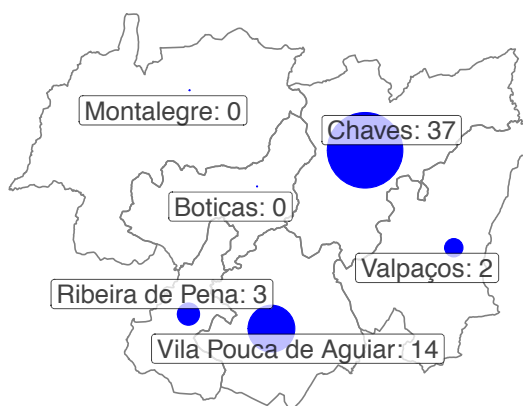 Montalegre: 0
Chaves: 37
Boticas: 0
Valpaços: 2
Ribeira de Pena: 3
Vila Pouca de Aguiar: 14